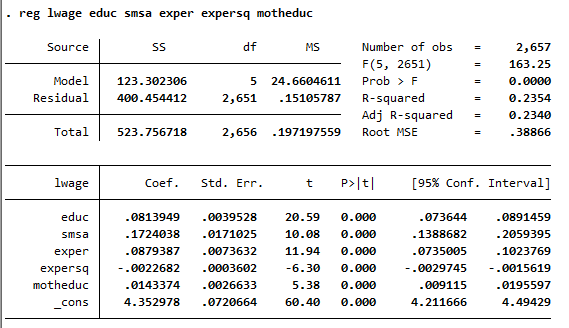 . reg lwage educ smsa exper expersq motheduc
Source | SS df MS Number of obs = 2,657
F(5, 2651) = 163.25
Model | 123.302306 5 24.6604611 Prob > F = 0.0000
Residual | 400.454412 2,651 .15105787 R-squared = 0.2354
Adj R-squared = 0.2340
Total | 523.756718 2,656 .197197559 Root MSE = .38866
lwage | Coef. Std. Err. t P>|t| [95% Conf. Interval]
educ | .0813949 .0039528 20.59 0.000 .073644 .0891459
smsa | .1724038 .0171025 10.08 0.000 .1388682 .2059395
exper | .0879387 .0073632 11.94 0.000 .0735005 .1023769
expersq | -.0022682 .0003602 -6.30 0.000 -.0029745 -.0015619
motheduc | .0143374 .0026633 5.38 0.000 .009115 .0195597
_cons | 4.352978 .0720664 60.40 0.000 4.211666 4.49429